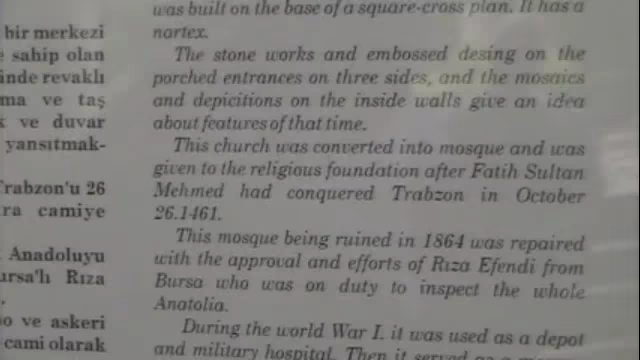 bir merkezi
sahip olan
inde revaklı
ma ve taş
ve duvar
yansıtmak-
Trabzon'u 26
ra camiye
Anadoluyu
ursa'lı Rıza
o ve askeri
cami olarak
was built on the base of a square-cross plan. It has a
nortex.
The stone works and embossed desing on the
porched entrances on three sides, and the mosaics
and depicitions on the inside walls give an idea
about features of that time.
This church was converted into mosque and was
given to the religious foundation after Fatih Sultan
Mehmed had conquered Trabzon in October
26.1461.
This mosque being ruined in 1864 was repaired
with the approval and efforts of Rıza Efendi from
Bursa who was on duty to inspect the whole
Anatolia.
During the world War I. it was used as a depot
and military hospital. Then it served as a